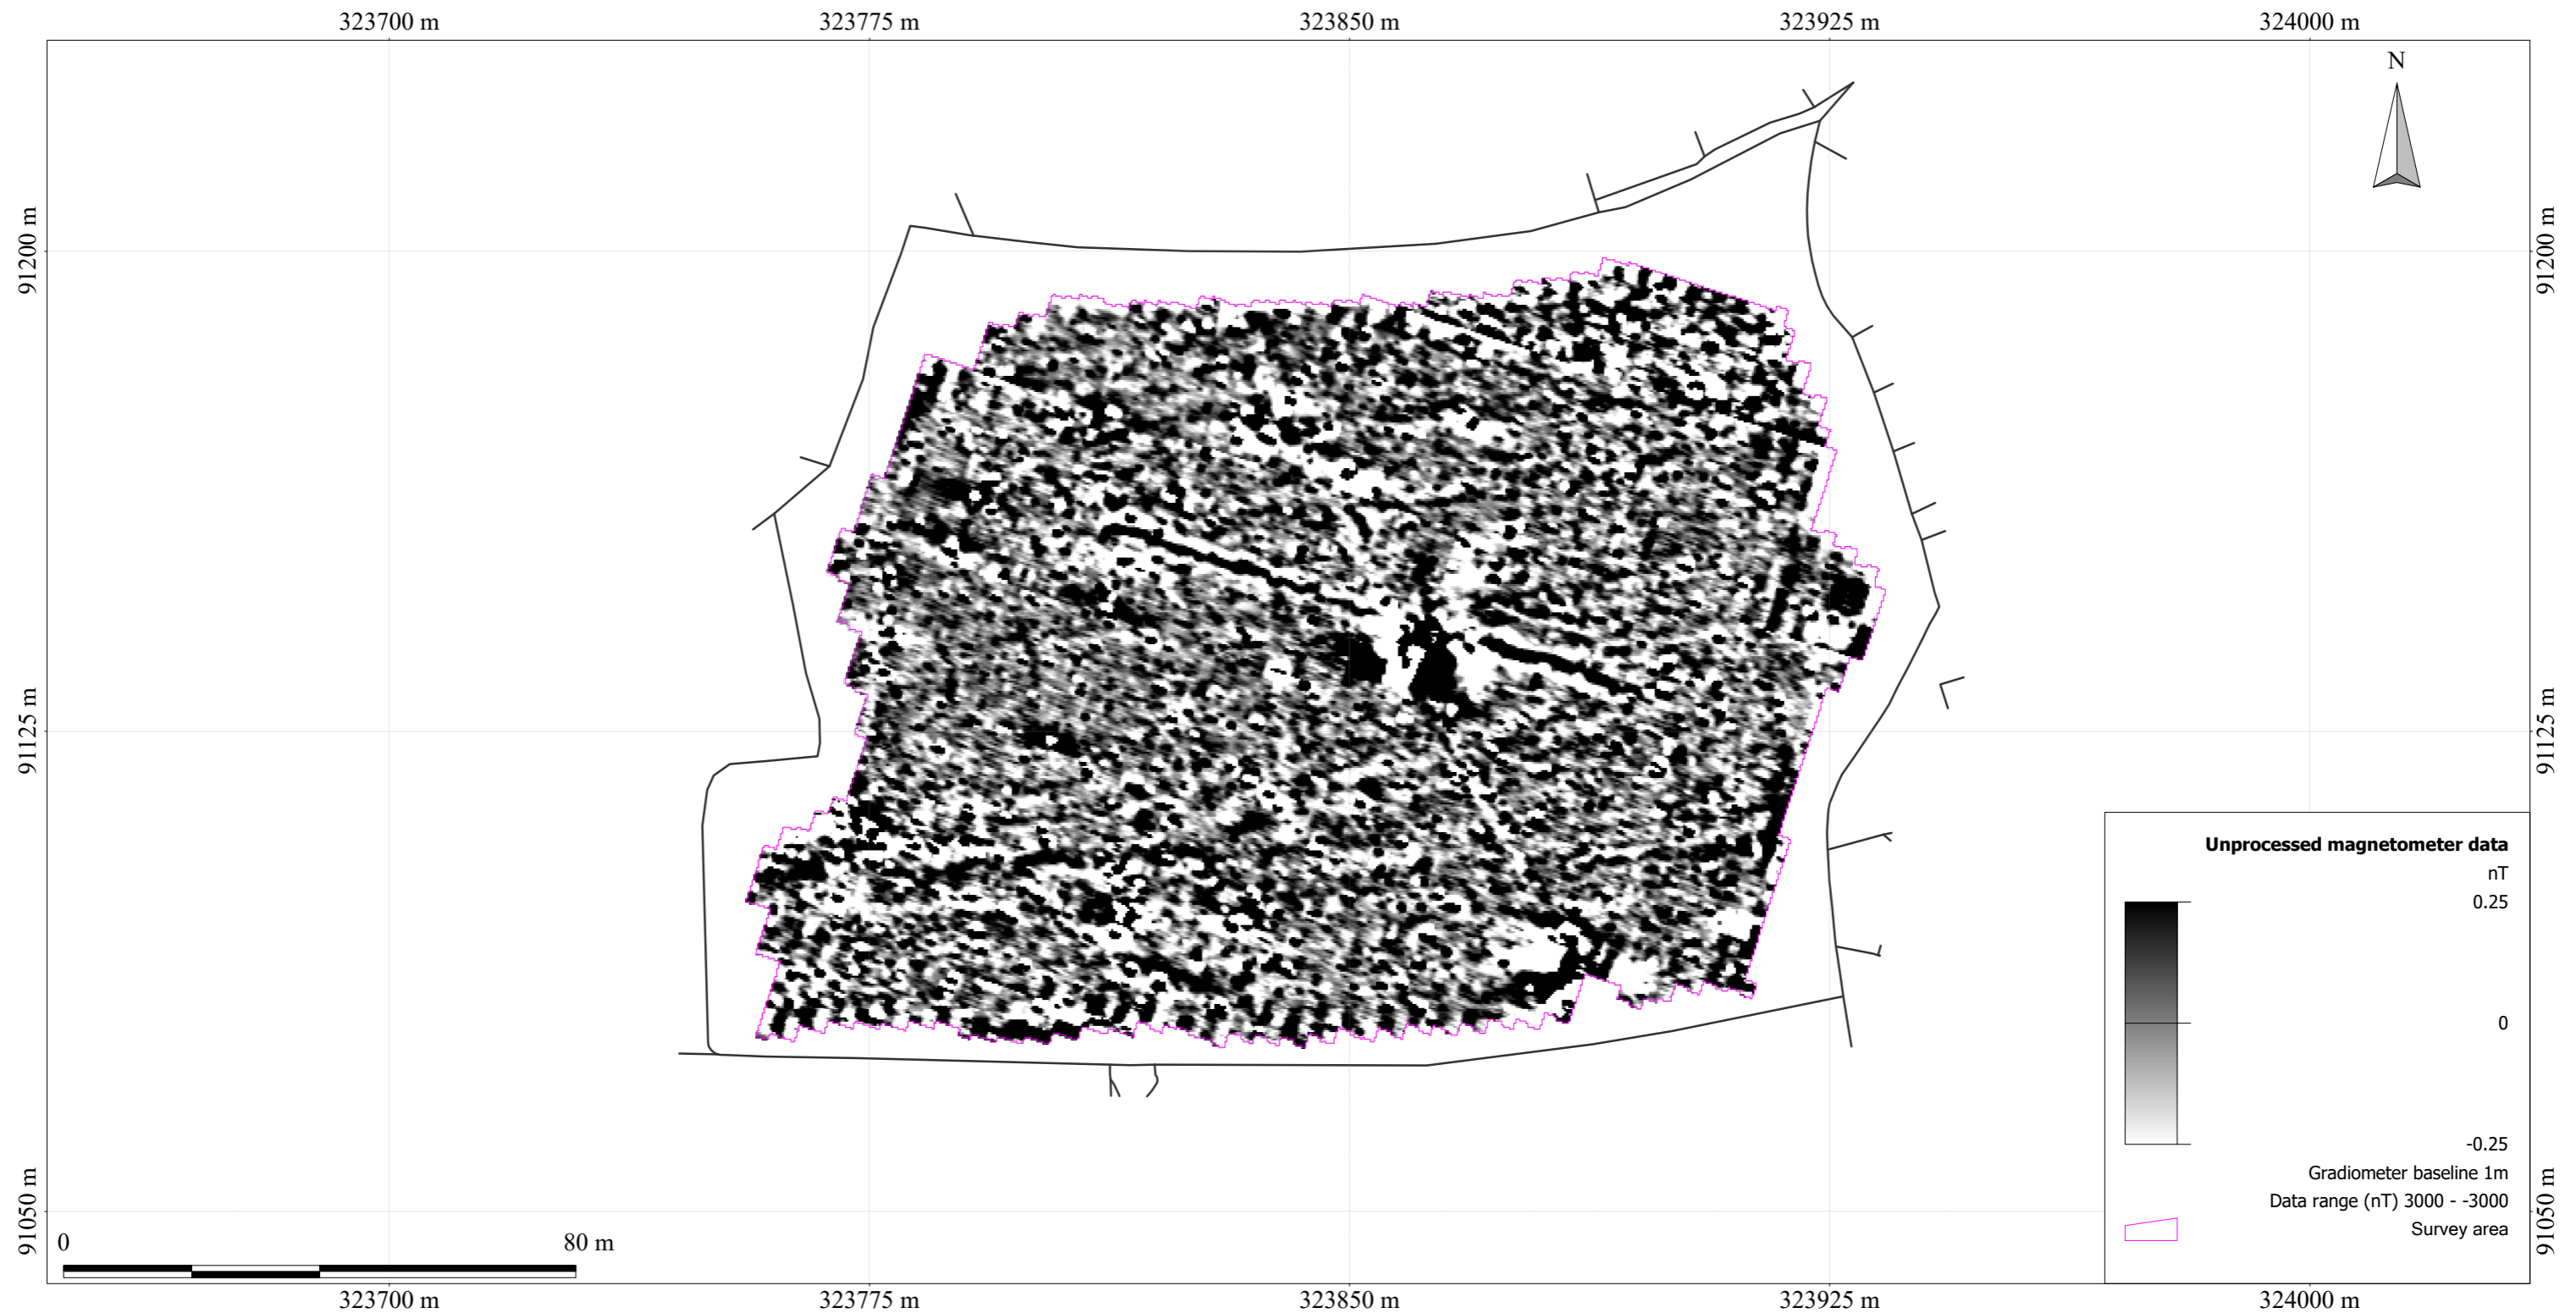 323700 m 323775 m 323850 m 323925 m 324000 m
N
91200 m 91200 m
91125 m 91125 m
Unprocessed magnetometer data
nT
0.25
0
-0.25
Gradiometer baseline 1m
Data range (nT) 3000 - -3000
Survey area
91050 m 91050 m
0 80 m
323700 m 323775 m 323850 m 323925 m 324000 m